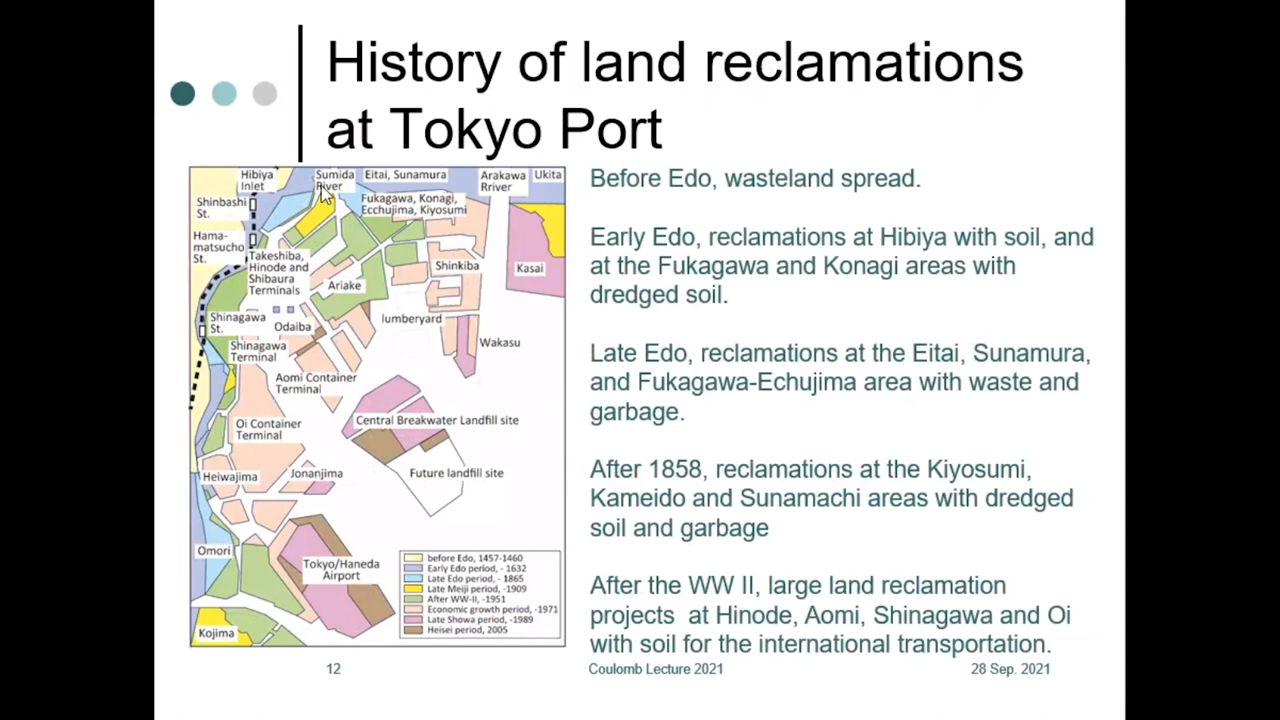 History of land reclamations
at Tokyo Port
Hibiya
Inlet
Sumida
River
Eitai, Sunamura
Arakawa
Rriver
Ukita
Shinbashi
St.
Fukagawa, Konagi,
Ecchujima, Kiyosumi
Hama-
matsucho
St.
Takeshiba,
Hinode and
Shibaura
Terminals
Shinkiba
Kasai
Ariake
Shinagawa
St.
Odaiba
lumberyard
Shinagawa
Terminal
Wakasu
Aomi Container
Terminal
Oi Container
Terminal
Central Breakwater Landfill site
Heiwajima
Jonanjima
Future landfill site
Omori
Tokyo/Haneda
Airport
Kojima
before Edo, 1457-1460
Early Edo period, - 1632
Late Edo period, - 1865
Late Meiji period, -1909
After WW-II, -1951
Economic growth period, -1971
Late Showa period, -1989
Heisei period, 2005
Before Edo, wasteland spread.
Early Edo, reclamations at Hibiya with soil, and
at the Fukagawa and Konagi areas with
dredged soil.
Late Edo, reclamations at the Eitai, Sunamura,
and Fukagawa-Echujima area with waste and
garbage.
After 1858, reclamations at the Kiyosumi,
Kameido and Sunamachi areas with dredged
soil and garbage
After the WW II, large land reclamation
projects at Hinode, Aomi, Shinagawa and Oi
with soil for the international transportation.
12
Coulomb Lecture 2021
28 Sep. 2021